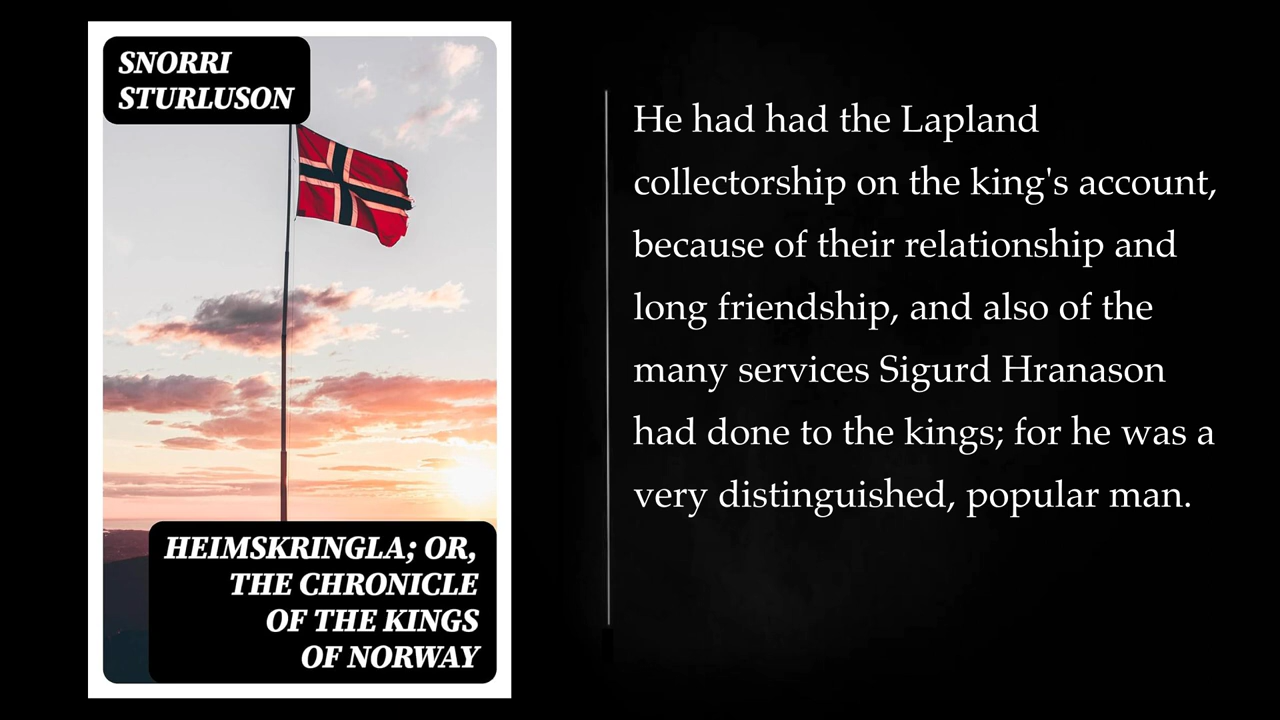 SNORRI
STURLUSON
HEIMSKRINGLA; OR,
THE CHRONICLE
OF THE KINGS
OF NORWAY
He had had the Lapland
collectorship on the king's account,
because of their relationship and
long friendship, and also of the
many services Sigurd Hranason
had done to the kings; for he was a
very distinguished, popular man.